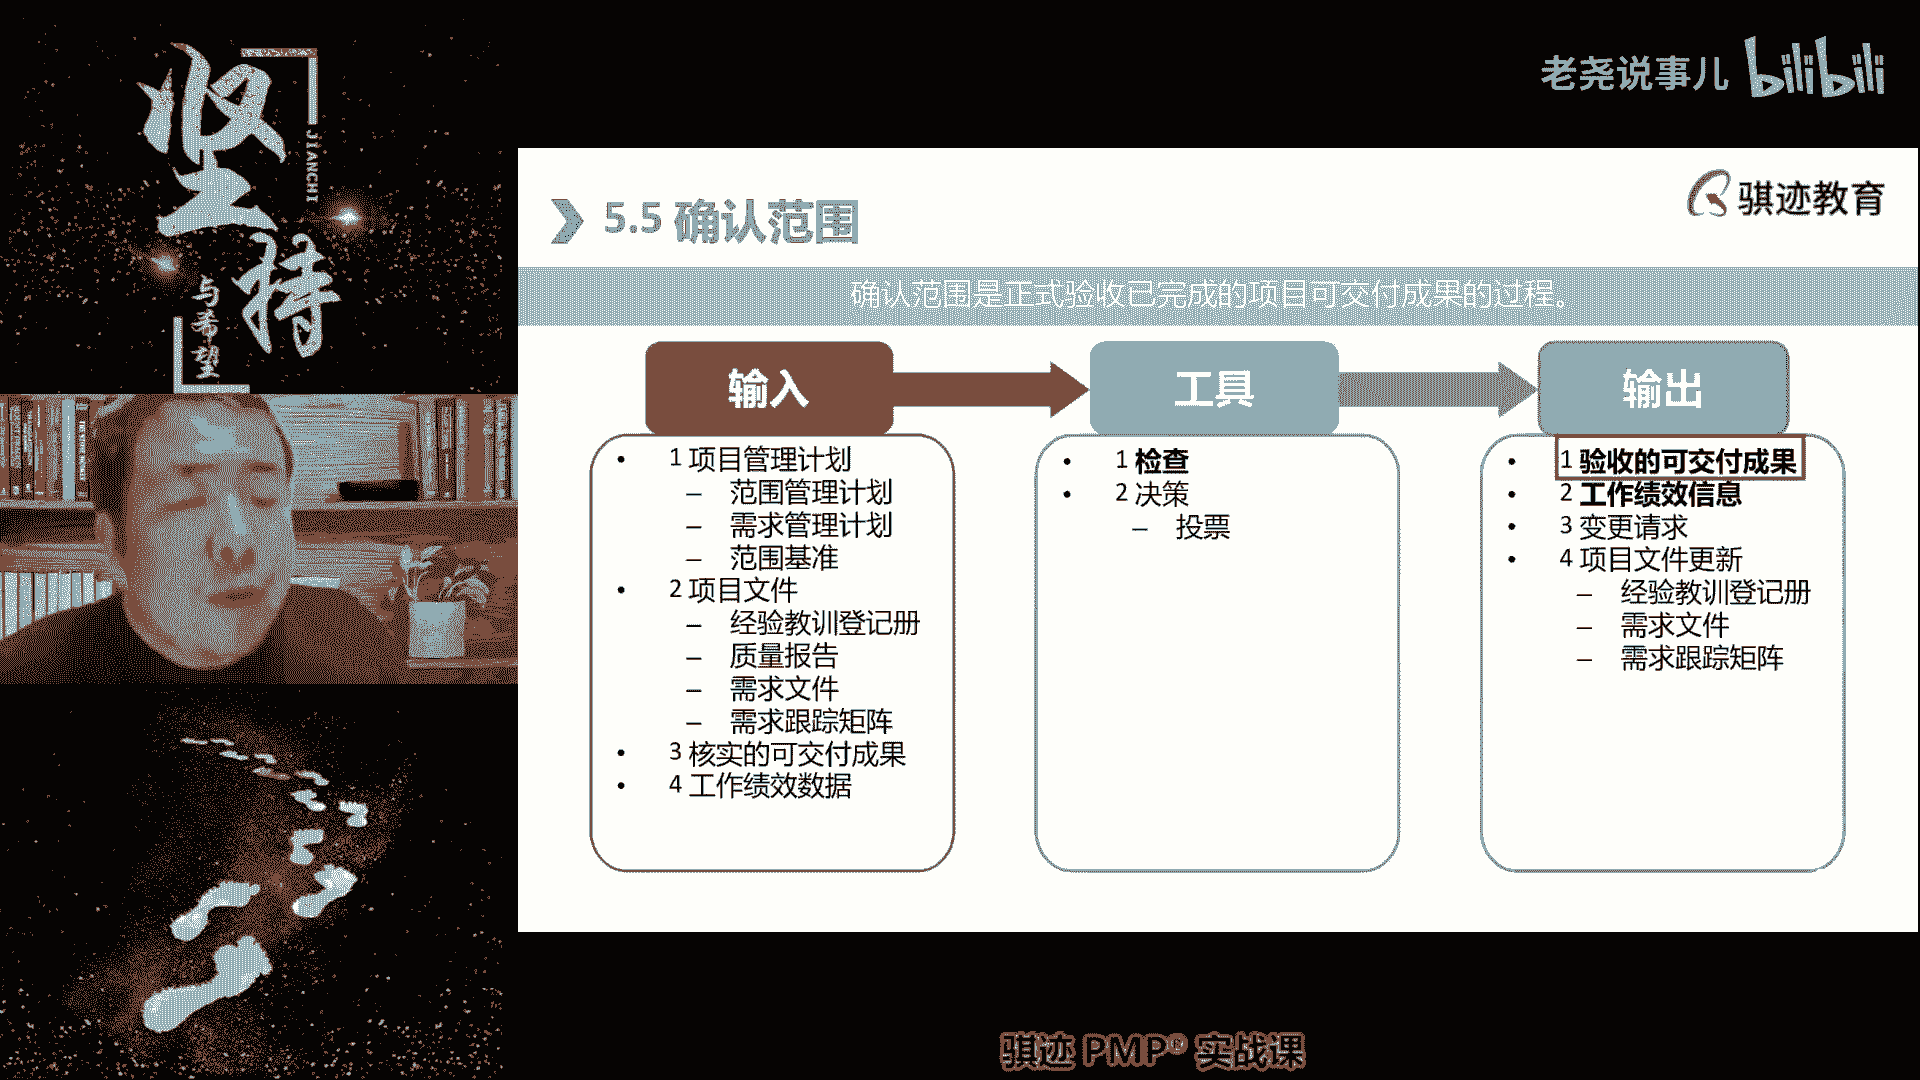 坚持
JIANCHI
与希望
老尧说事儿 bilibili
5.5 确认范围
骐迹教育
确认范围是正式验收已完成的项目可交付成果的过程。
输入
• 1 项目管理计划
– 范围管理计划
– 需求管理计划
– 范围基准
• 2 项目文件
– 经验教训登记册
– 质量报告
– 需求文件
– 需求跟踪矩阵
• 3 核实的可交付成果
• 4 工作绩效数据
工具
• 1 检查
• 2 决策
– 投票
输出
• 1 验收的可交付成果
• 2 工作绩效信息
• 3 变更请求
• 4 项目文件更新
– 经验教训登记册
– 需求文件
– 需求跟踪矩阵
骐迹 PMP® 实战课